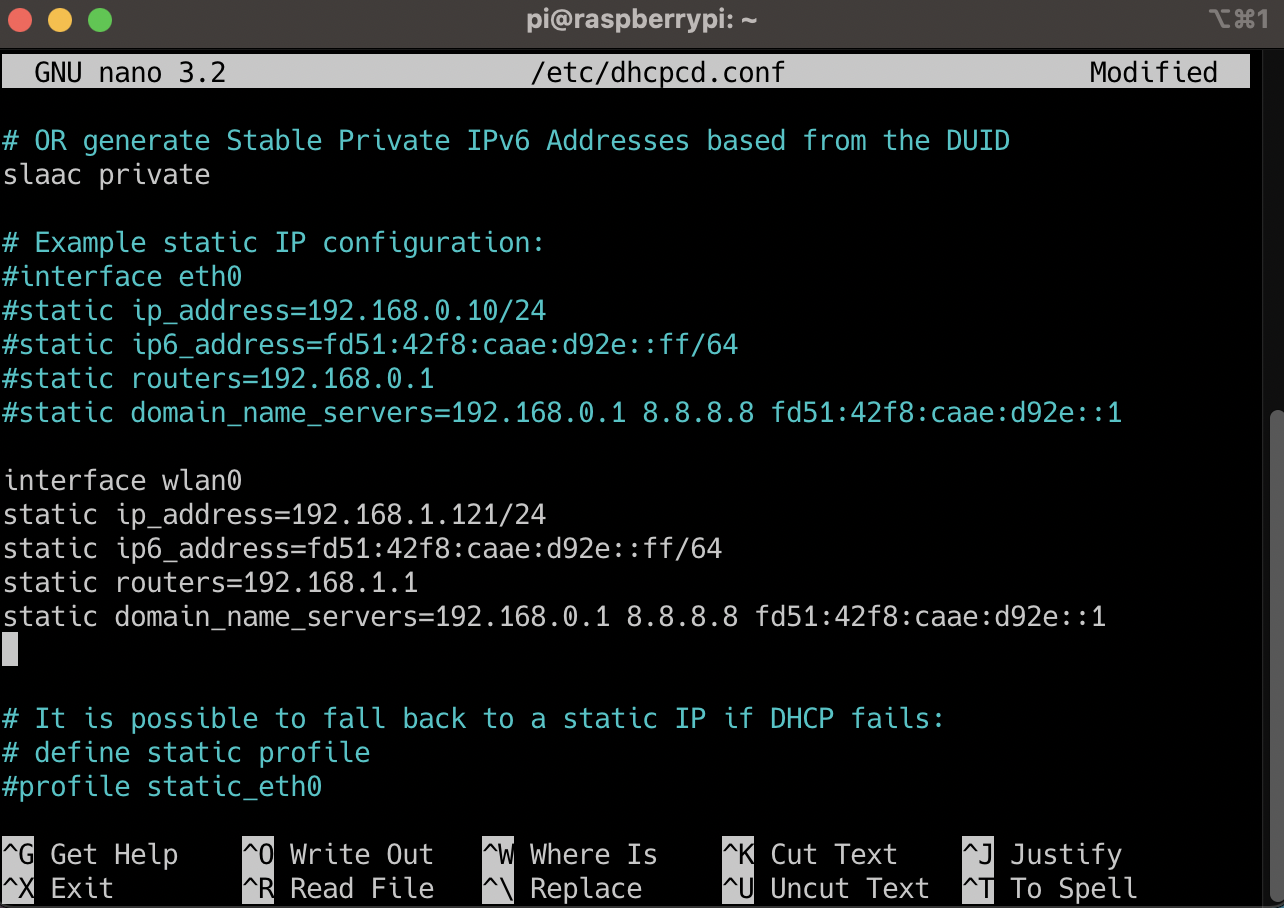 pi@raspberrypi: ~ ⌥⌘1
GNU nano 3.2 /etc/dhcpcd.conf Modified
# OR generate Stable Private IPv6 Addresses based from the DUID
slaac private
# Example static IP configuration:
#interface eth0
#static ip_address=192.168.0.10/24
#static ip6_address=fd51:42f8:caae:d92e::ff/64
#static routers=192.168.0.1
#static domain_name_servers=192.168.0.1 8.8.8.8 fd51:42f8:caae:d92e::1
interface wlan0
static ip_address=192.168.1.121/24
static ip6_address=fd51:42f8:caae:d92e::ff/64
static routers=192.168.1.1
static domain_name_servers=192.168.0.1 8.8.8.8 fd51:42f8:caae:d92e::1
# It is possible to fall back to a static IP if DHCP fails:
# define static profile
#profile static_eth0
^G Get Help ^O Write Out ^W Where Is ^K Cut Text ^J Justify
^X Exit ^R Read File ^\ Replace ^U Uncut Text ^T To Spell